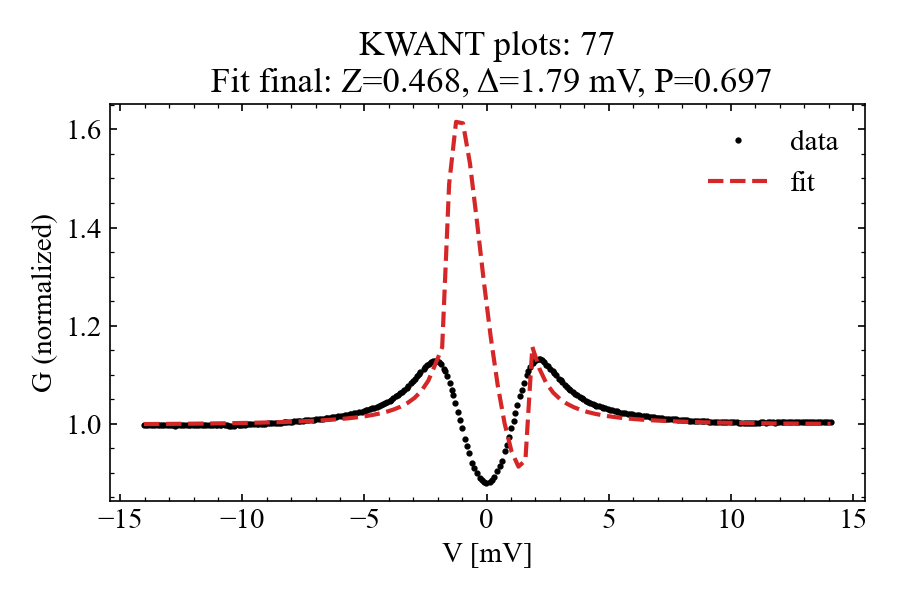 KWANT plots: 77
Fit final: Z=0.468, Δ=1.79 mV, P=0.697
data
fit
G (normalized)
1.6
1.4
1.2
1.0
−15
−10
−5
0
5
10
15
V [mV]